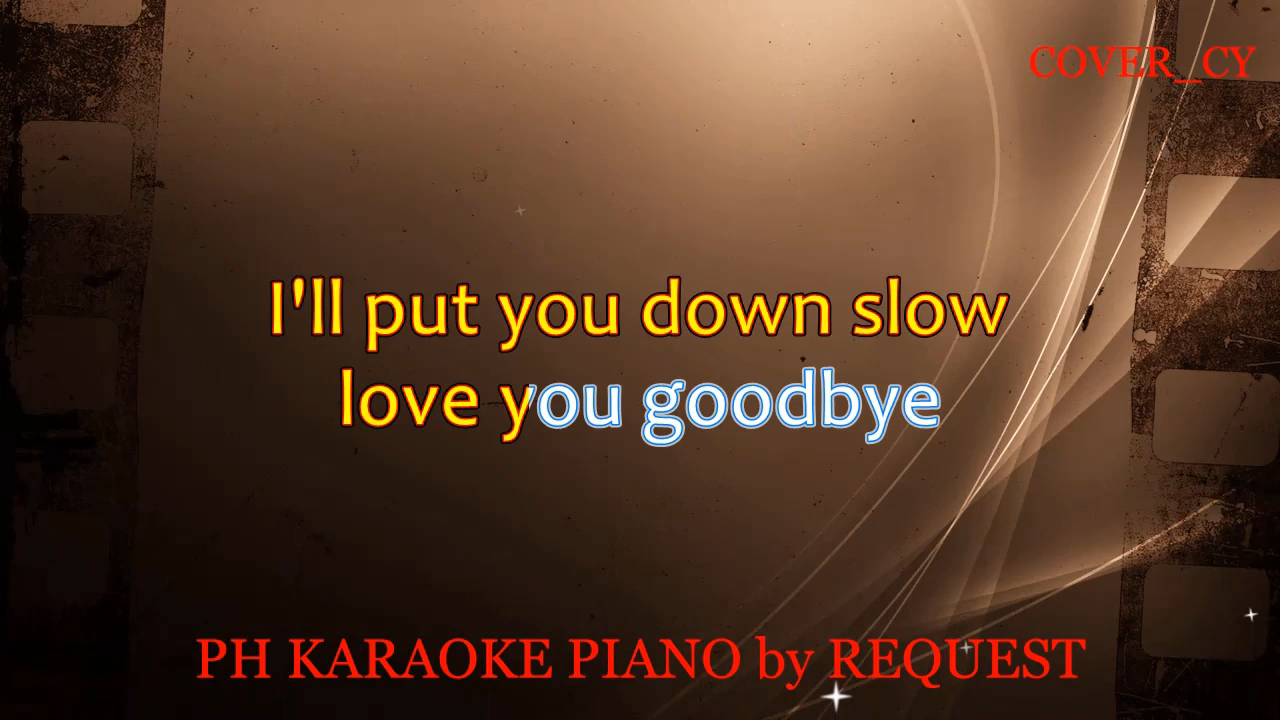 COVER_CY
I'll put you down slow
love you goodbye
PH KARAOKE PIANO by REQUEST